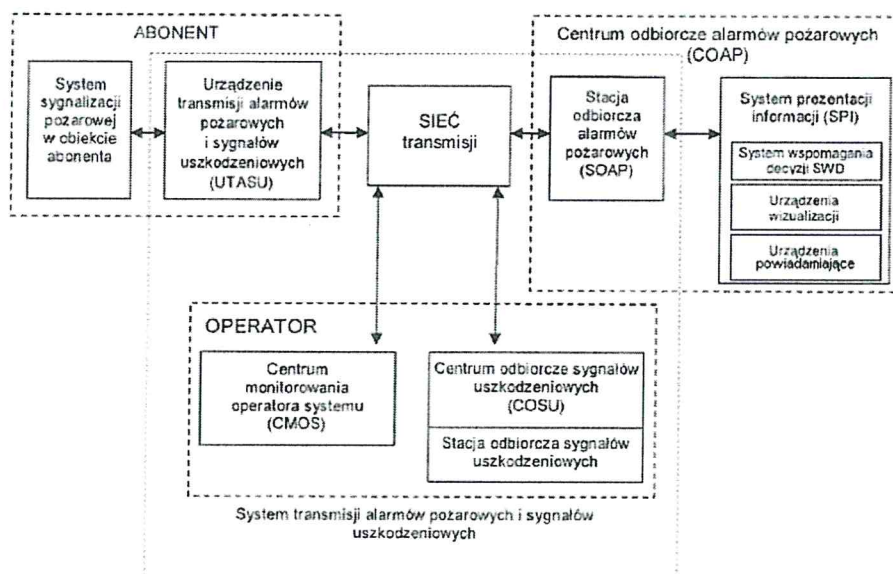 ABONENT
System
sygnalizacji
pożarowej
w obiekcie
abonenta
Urządzenie
transmisji alarmów
pożarowych
i sygnałów
uszkodzeniowych
(UTASU)
SIEĆ
transmisji
Centrum odbiorcze alarmów pożarowych
(COAP)
Stacja
odbiorcza
alarmów
pożarowych
(SOAP)
System prezentacji
informacji (SPI)
System wspomagania
decyzji SWD
Urządzenia
wizualizacji
Urządzenia
powiadamiające
OPERATOR
Centrum
monitorowania
operatora systemu
(CMOS)
Centrum odbiorcze sygnałów
uszkodzeniowych
(COSU)
Stacja odbiorcza sygnałów
uszkodzeniowych
System transmisji alarmów pożarowych i sygnałów
uszkodzeniowych